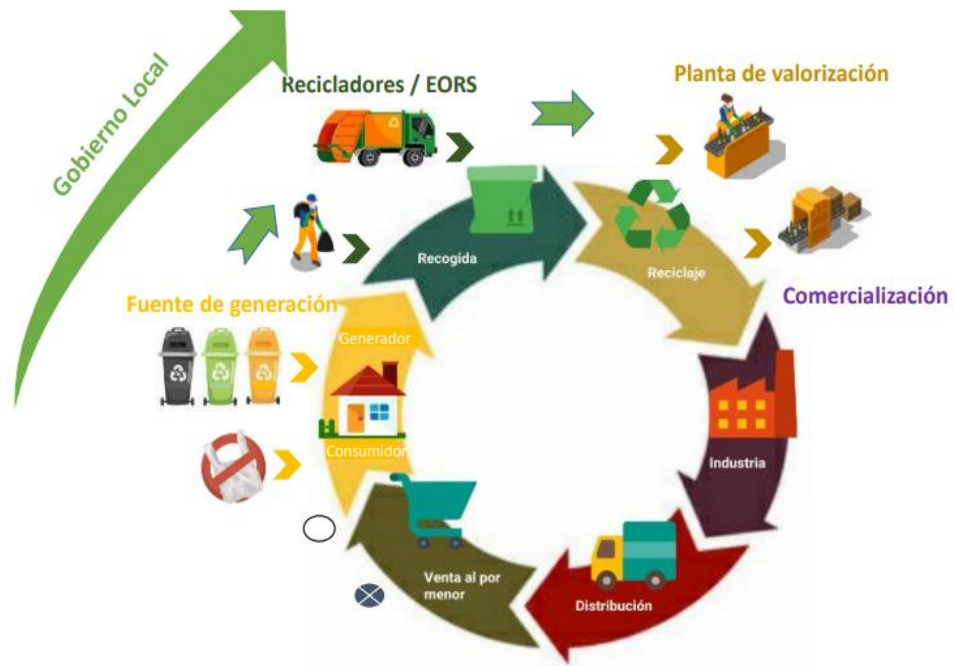 Gobierno Local
Recicladores / EORS
Planta de valorización
Recogida
Reciclaje
Fuente de generación
Comercialización
Generador
Consumidor
Industria
Venta al por
menor
Distribución